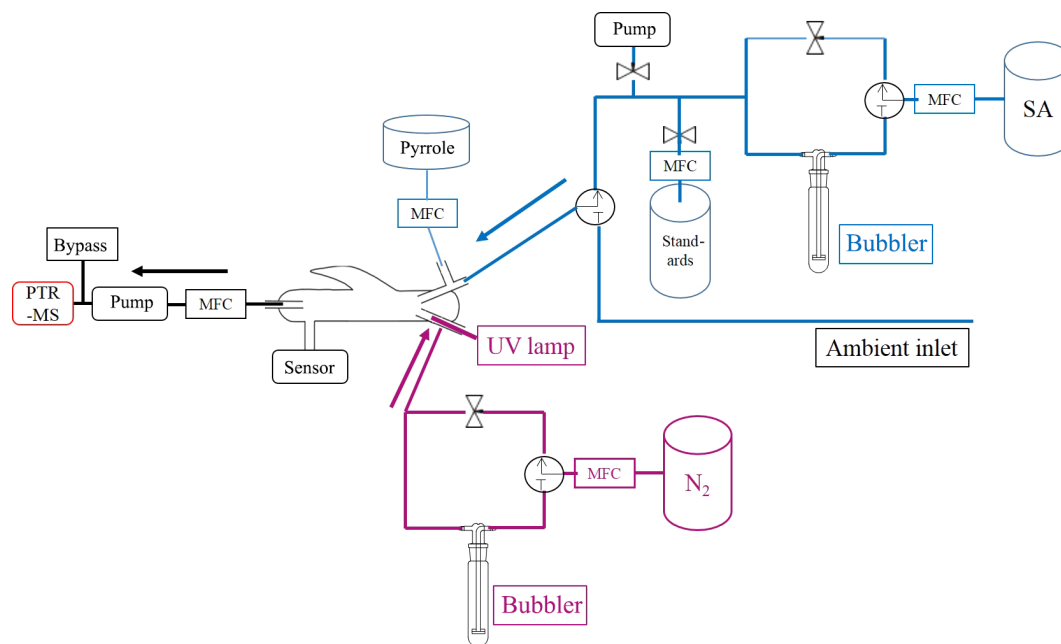 Pump
MFC
SA
Pyrrole
MFC
MFC
Stand-
ards
Bubbler
Bypass
PTR
-MS
Pump
MFC
UV lamp
Ambient inlet
Sensor
MFC
N₂
Bubbler